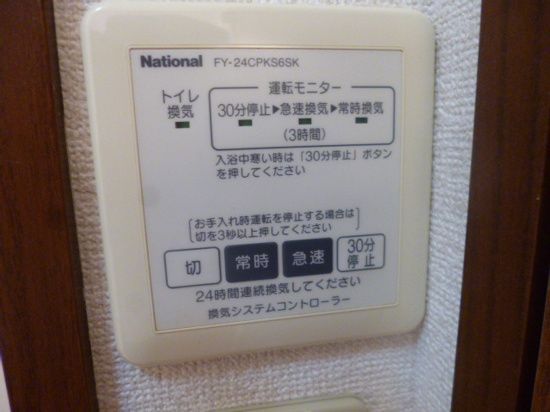 National FY-24CPKS6SK
運転モニター
トイレ
換気
30分停止▶急速換気▶常時換気
(3時間)
入浴中寒い時は「30分停止」ボタン
を押してください
お手入れ時運転を停止する場合は
切を3秒以上押してください
切 常時 急速 30分
停止
24時間連続換気してください
換気システムコントローラー